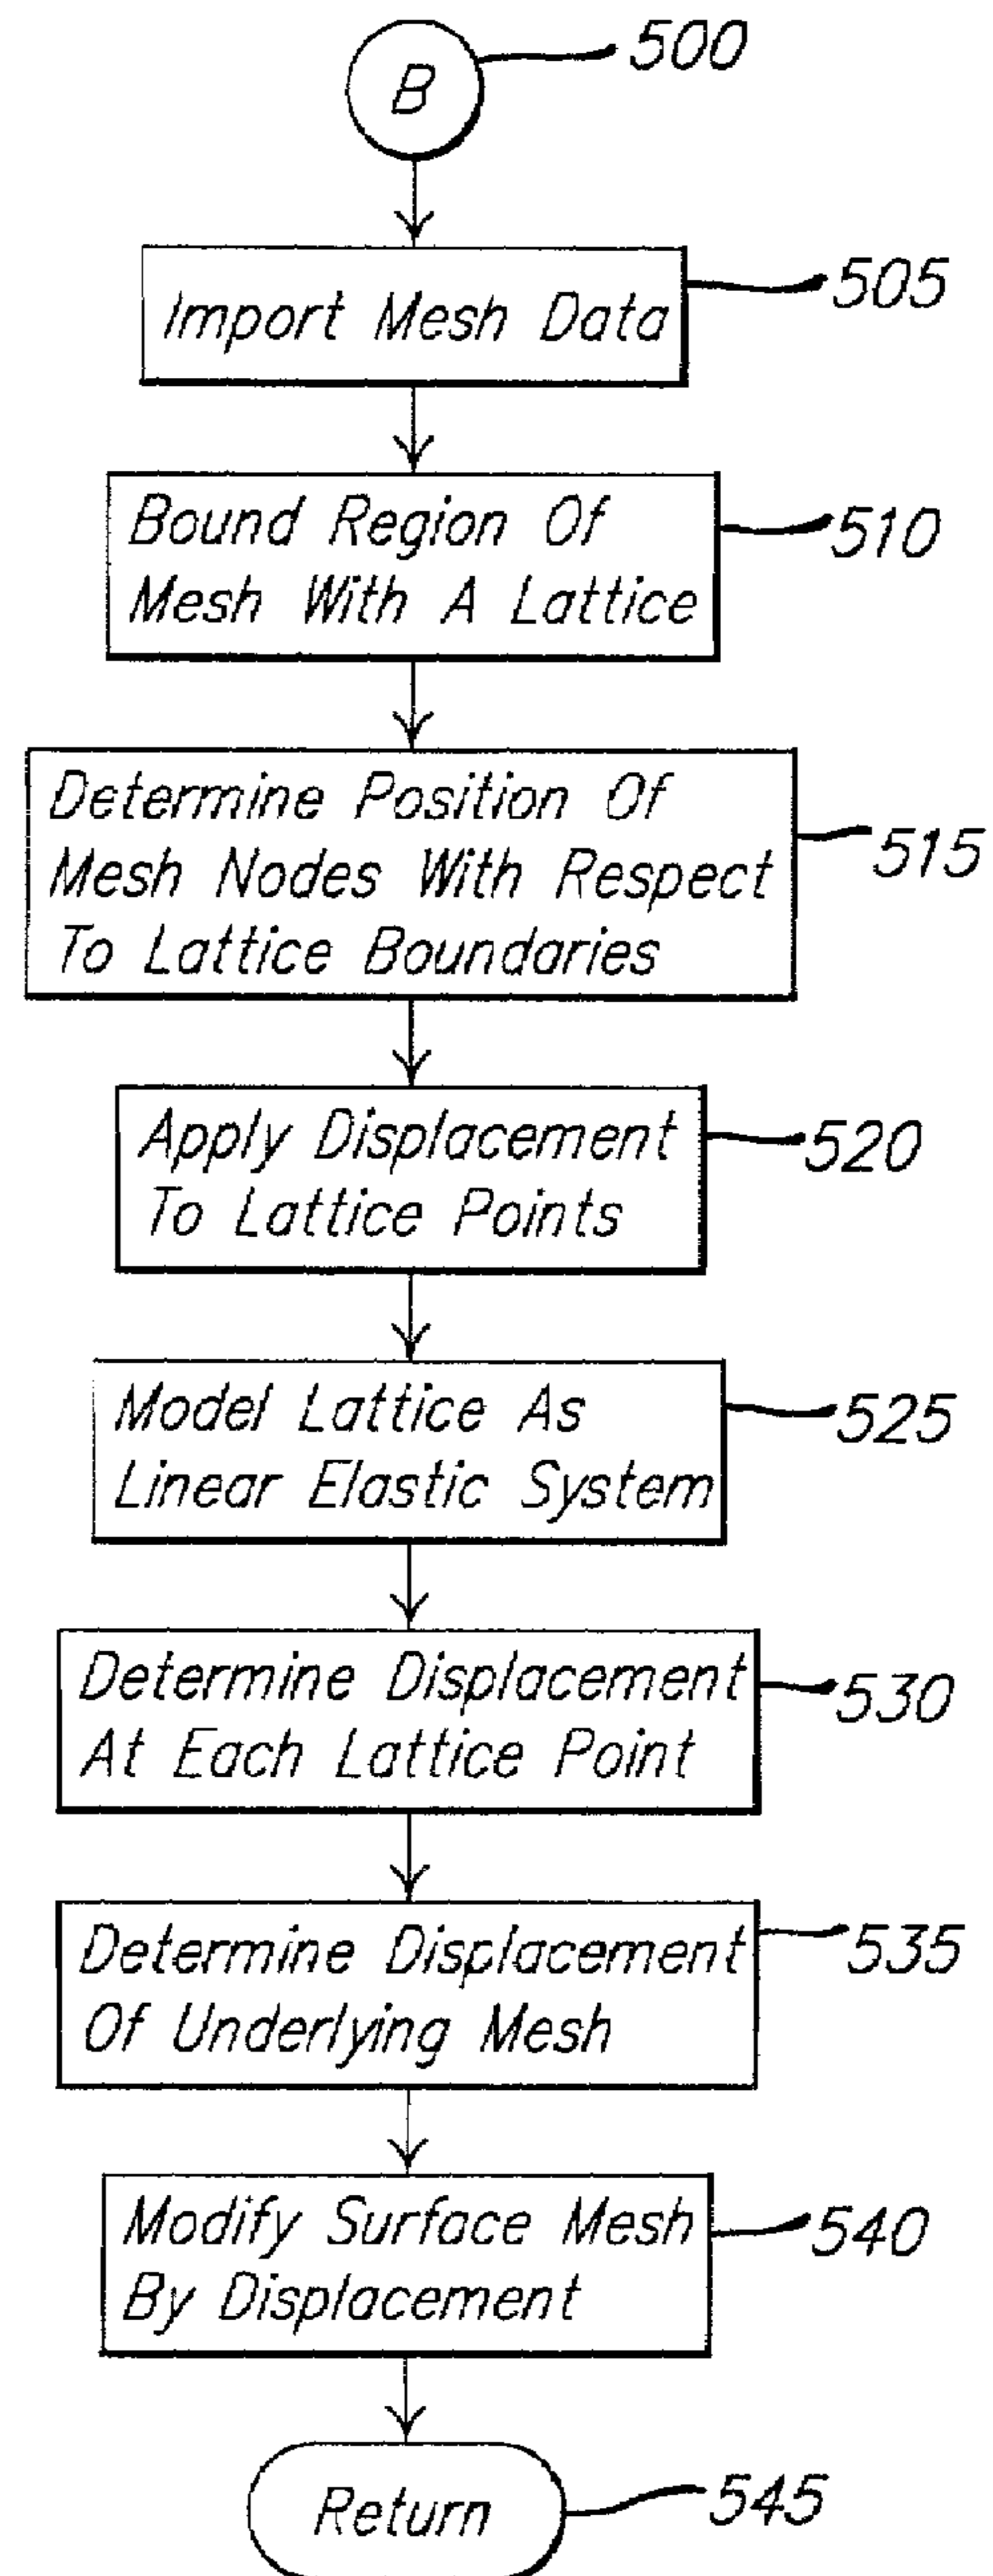 B
500
Import Mesh Data
505
Bound Region Of
Mesh With A Lattice
510
Determine Position Of
Mesh Nodes With Respect
To Lattice Boundaries
515
Apply Displacement
To Lattice Points
520
Model Lattice As
Linear Elastic System
525
Determine Displacement
At Each Lattice Point
530
Determine Displacement
Of Underlying Mesh
535
Modify Surface Mesh
By Displacement
540
Return
545